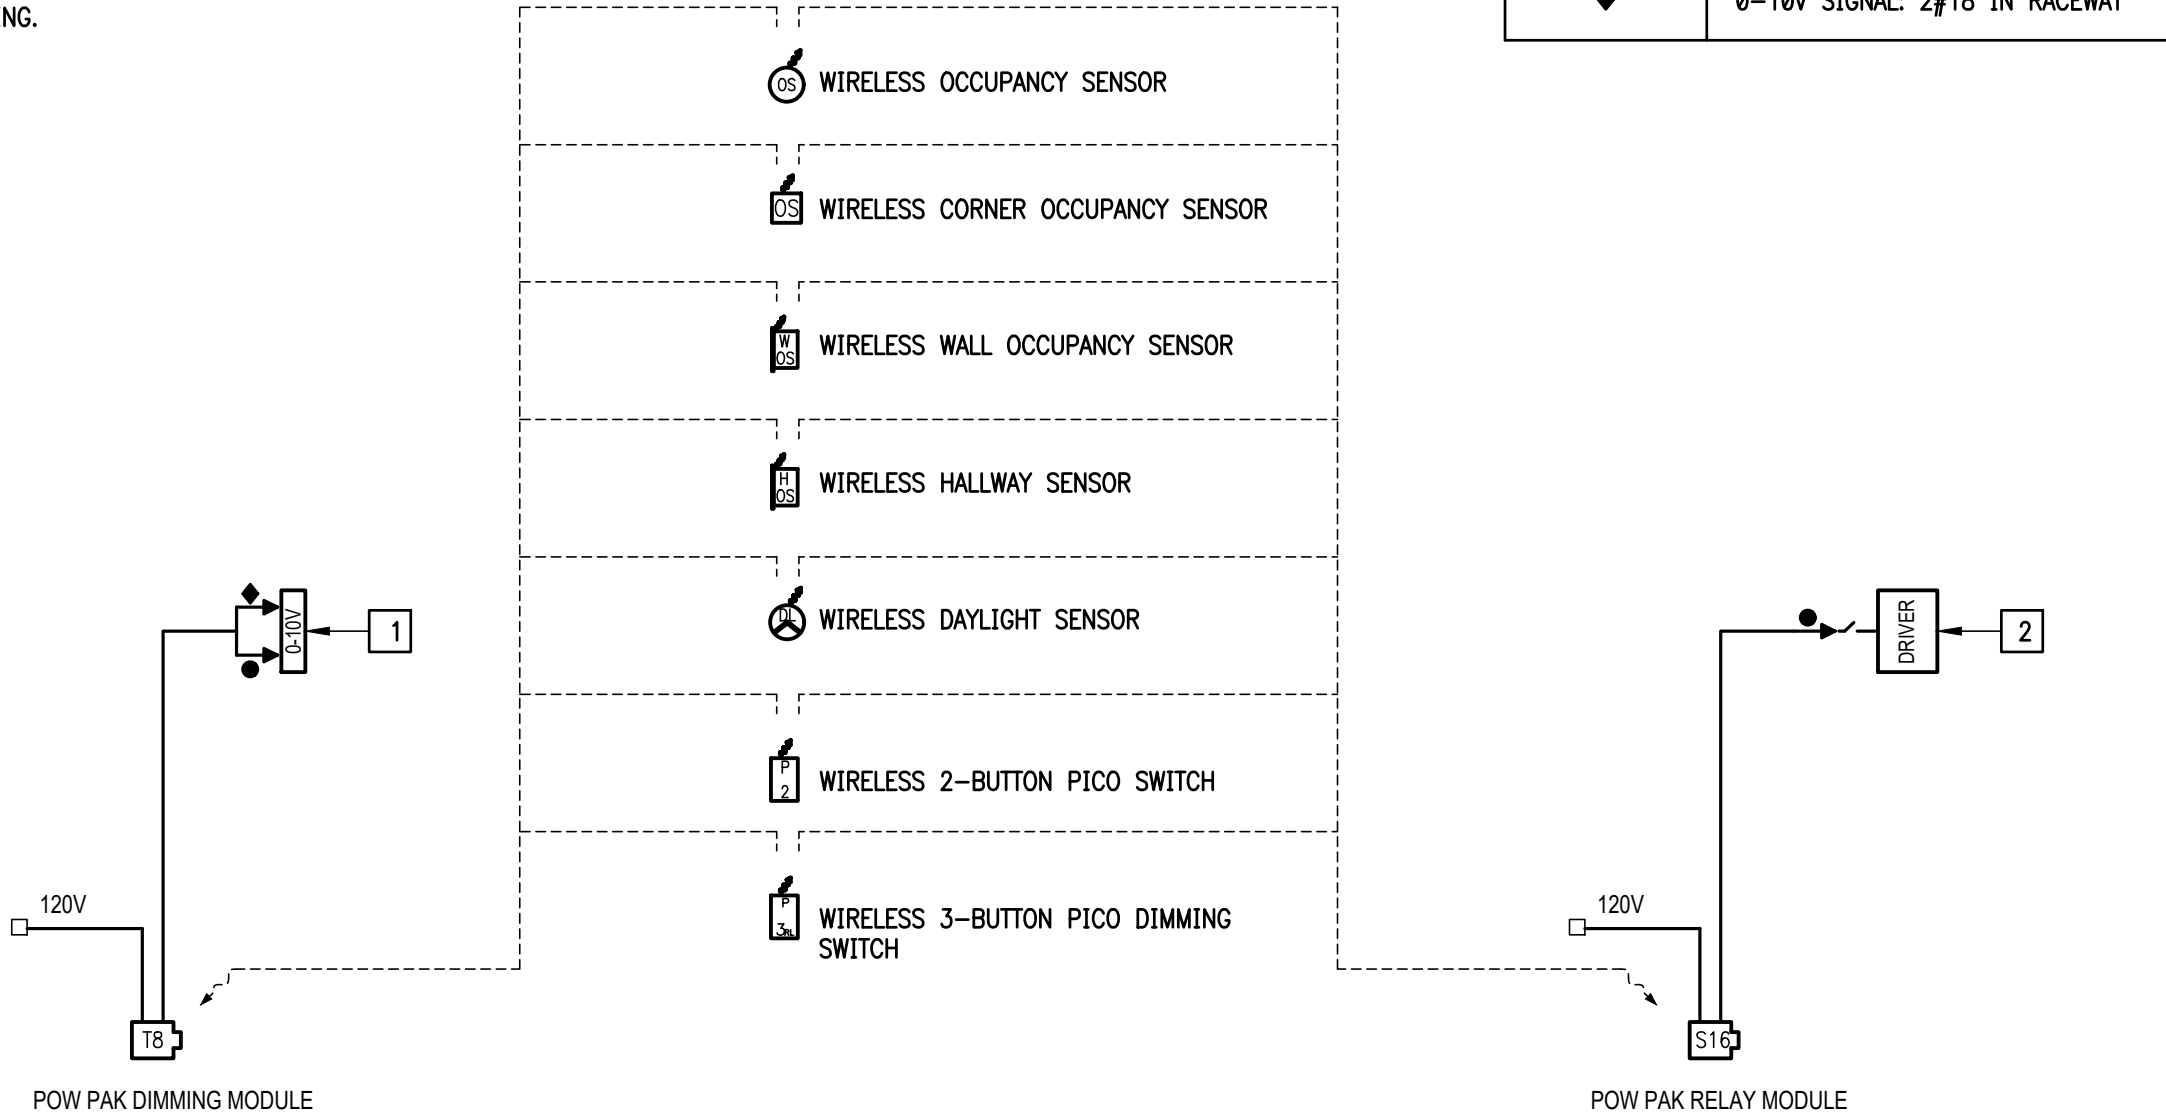 0-10V SIGNAL: 2#18 IN RACEWAY
OS WIRELESS OCCUPANCY SENSOR
OS WIRELESS CORNER OCCUPANCY SENSOR
W
OS
WIRELESS WALL OCCUPANCY SENSOR
H
OS
WIRELESS HALLWAY SENSOR
0-10V
1
DL
WIRELESS DAYLIGHT SENSOR
DRIVER
2
P
2
WIRELESS 2-BUTTON PICO SWITCH
120V
P
3RL
WIRELESS 3-BUTTON PICO DIMMING
SWITCH
120V
T8
S16
POW PAK DIMMING MODULE
POW PAK RELAY MODULE